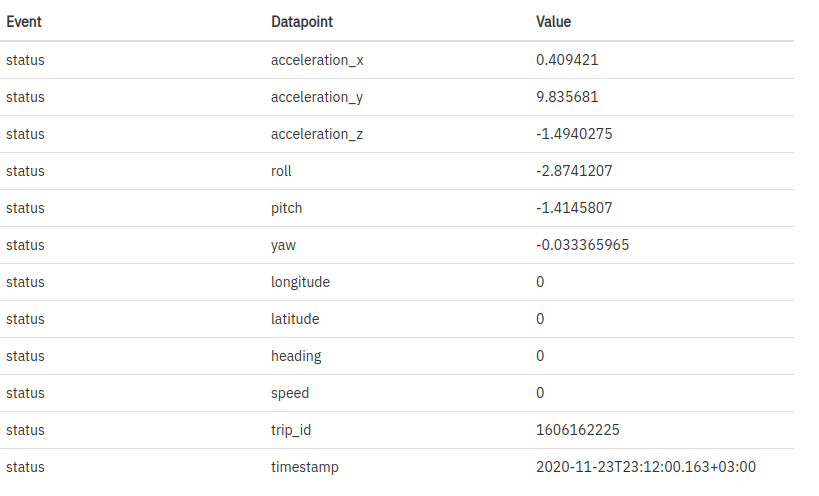 Event Datapoint Value
status acceleration_x 0.409421
status acceleration_y 9.835681
status acceleration_z -1.4940275
status roll -2.8741207
status pitch -1.4145807
status yaw -0.033365965
status longitude 0
status latitude 0
status heading 0
status speed 0
status trip_id 1606162225
status timestamp 2020-11-23T23:12:00.163+03:00